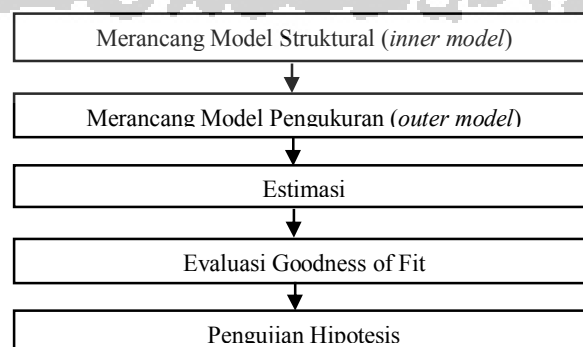 Merancang Model Struktural (inner model)
Merancang Model Pengukuran (outer model)
Estimasi
Evaluasi Goodness of Fit
Pengujian Hipotesis